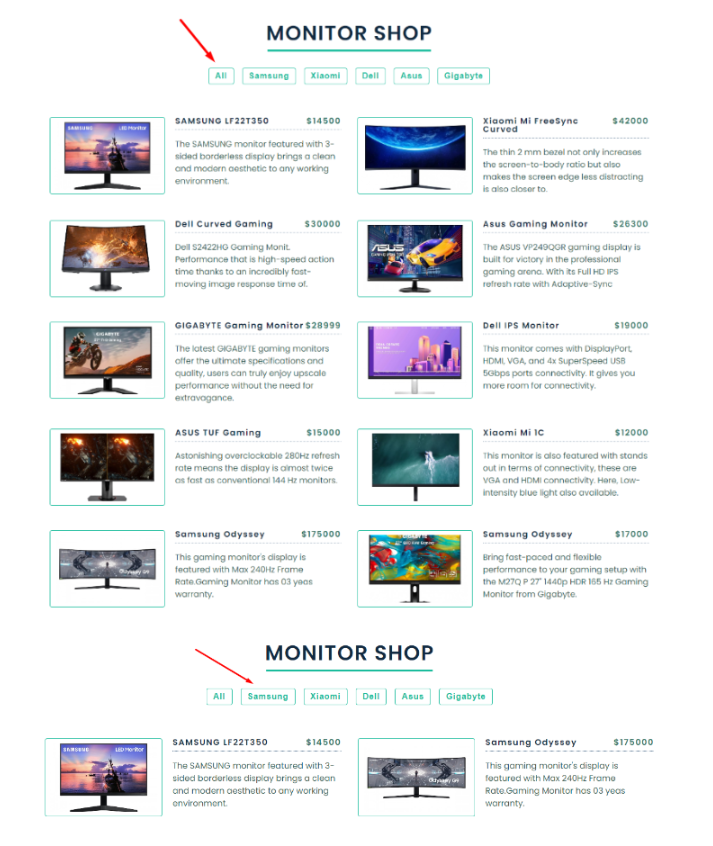 MONITOR SHOP
All Samsung Xiaomi Dell Asus Gigabyte
SAMSUNG LF22T350 $14500
The SAMSUNG monitor featured with 3-
sided borderless display brings a clean
and modern aesthetic to any working
environment.
SAMSUNG LED Monitor
Xiaomi Mi FreeSync $42000
Curved
The thin 2 mm bezel not only increases
the screen-to-body ratio but also
makes the screen edge less distracting
is also closer to.
Dell Curved Gaming $30000
Dell S2422HG Gaming Monit.
Performance that is high-speed action
time thanks to an incredibly fast-
moving image response time of.
Asus Gaming Monitor $26300
The ASUS VP249QGR gaming display is
built for victory in the professional
gaming arena. With its Full HD IPS
refresh rate with Adaptive-Sync
ASUS
GIGABYTE Gaming Monitor $28999
The latest GIGABYTE gaming monitors
offer the ultimate specifications and
quality, users can truly enjoy upscale
performance without the need for
extravagance.
GIGABYTE
Dell IPS Monitor $19000
This monitor comes with DisplayPort,
HDMI, VGA, and 4x SuperSpeed USB
5Gbps ports connectivity. It gives you
more room for connectivity.
ASUS TUF Gaming $15000
Astonishing overclockable 280Hz refresh
rate means the display is almost twice
as fast as conventional 144 Hz monitors.
Xiaomi Mi 1C $12000
This monitor is also featured with stands
out in terms of connectivity, these are
VGA and HDMI connectivity. Here, Low-
intensity blue light also available.
Samsung Odyssey $175000
This gaming monitor's display is
featured with Max 240Hz Frame
Rate.Gaming Monitor has 03 yeas
warranty.
Odyssey G9
Samsung Odyssey $17000
Bring fast-paced and flexible
performance to your gaming setup with
the M27Q P 27" 1440p HDR 165 Hz Gaming
Monitor from Gigabyte.
MONITOR SHOP
All Samsung Xiaomi Dell Asus Gigabyte
SAMSUNG LF22T350 $14500
The SAMSUNG monitor featured with 3-
sided borderless display brings a clean
and modern aesthetic to any working
environment.
SAMSUNG LED Monitor
Samsung Odyssey $175000
This gaming monitor's display is
featured with Max 240Hz Frame
Rate.Gaming Monitor has 03 yeas
warranty.
Odyssey G9